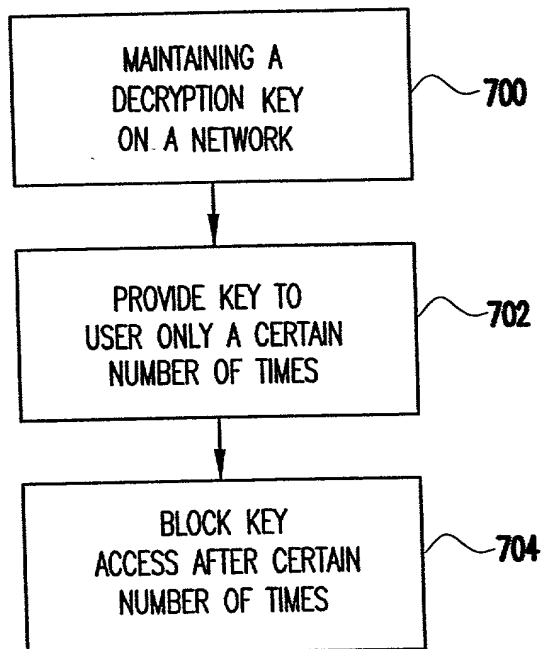 MAINTAINING A
DECRYPTION KEY
ON A NETWORK
700
PROVIDE KEY TO
USER ONLY A CERTAIN
NUMBER OF TIMES
702
BLOCK KEY
ACCESS AFTER CERTAIN
NUMBER OF TIMES
704